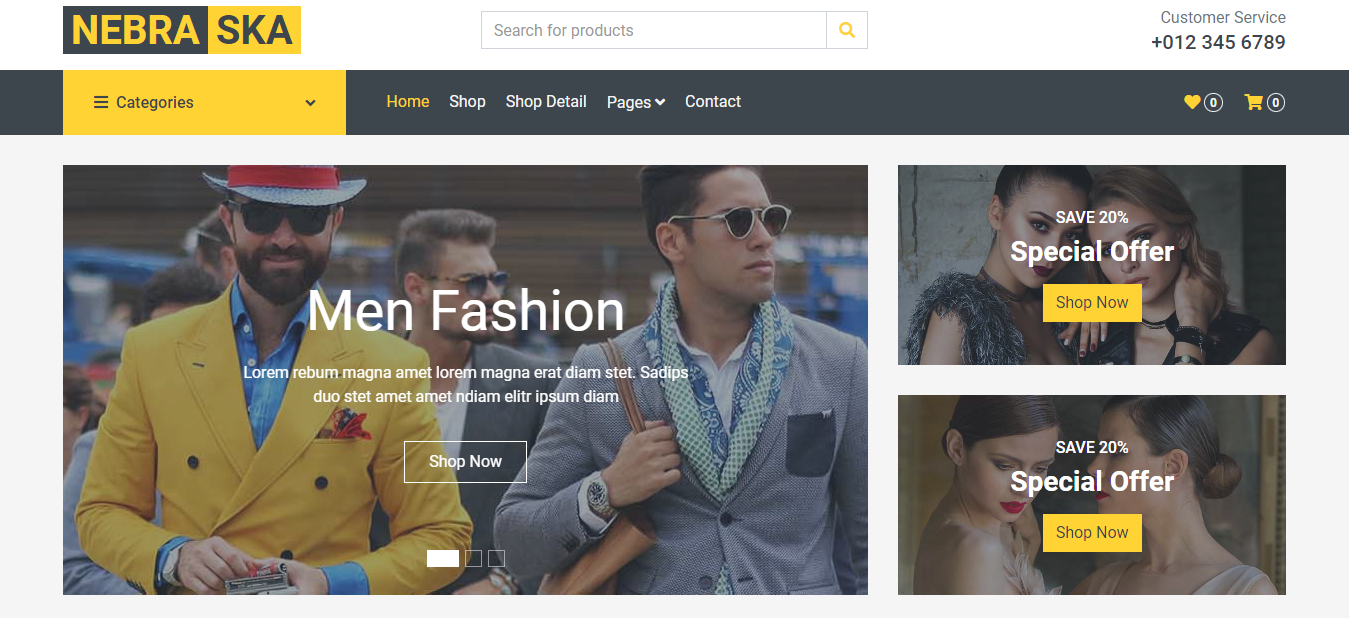 NEBRA SKA
Search for products
Customer Service
+012 345 6789
Categories
Home Shop Shop Detail Pages Contact
0 0
Men Fashion
Lorem rebum magna amet lorem magna erat diam stet. Sadips
duo stet amet amet ndiam elitr ipsum diam
Shop Now
SAVE 20%
Special Offer
Shop Now
SAVE 20%
Special Offer
Shop Now